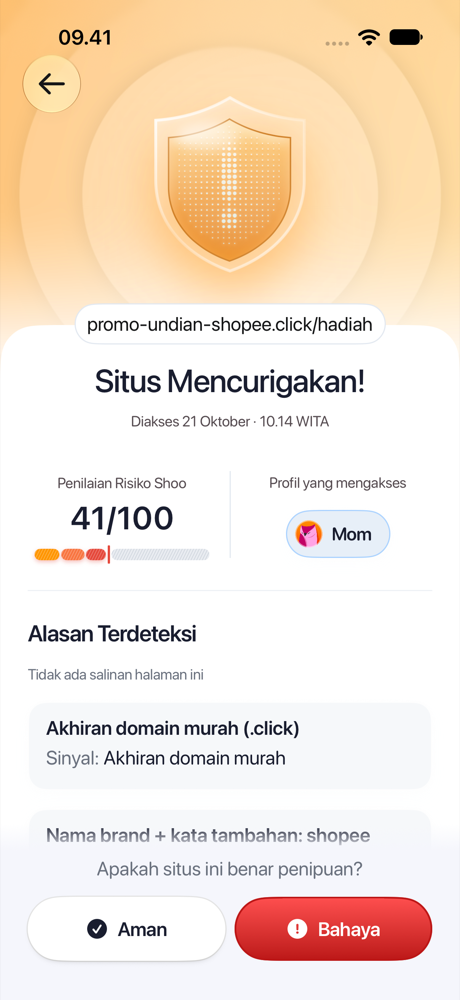 09.41
promo-undian-shopee.click/hadiah
Situs Mencurigakan!
Diakses 21 Oktober · 10.14 WITA
Penilaian Risiko Shoo
41/100
Profil yang mengakses
Mom
Alasan Terdeteksi
Tidak ada salinan halaman ini
Akhiran domain murah (.click)
Sinyal: Akhiran domain murah
Nama brand + kata tambahan: shopee
Apakah situs ini benar penipuan?
Aman
Bahaya